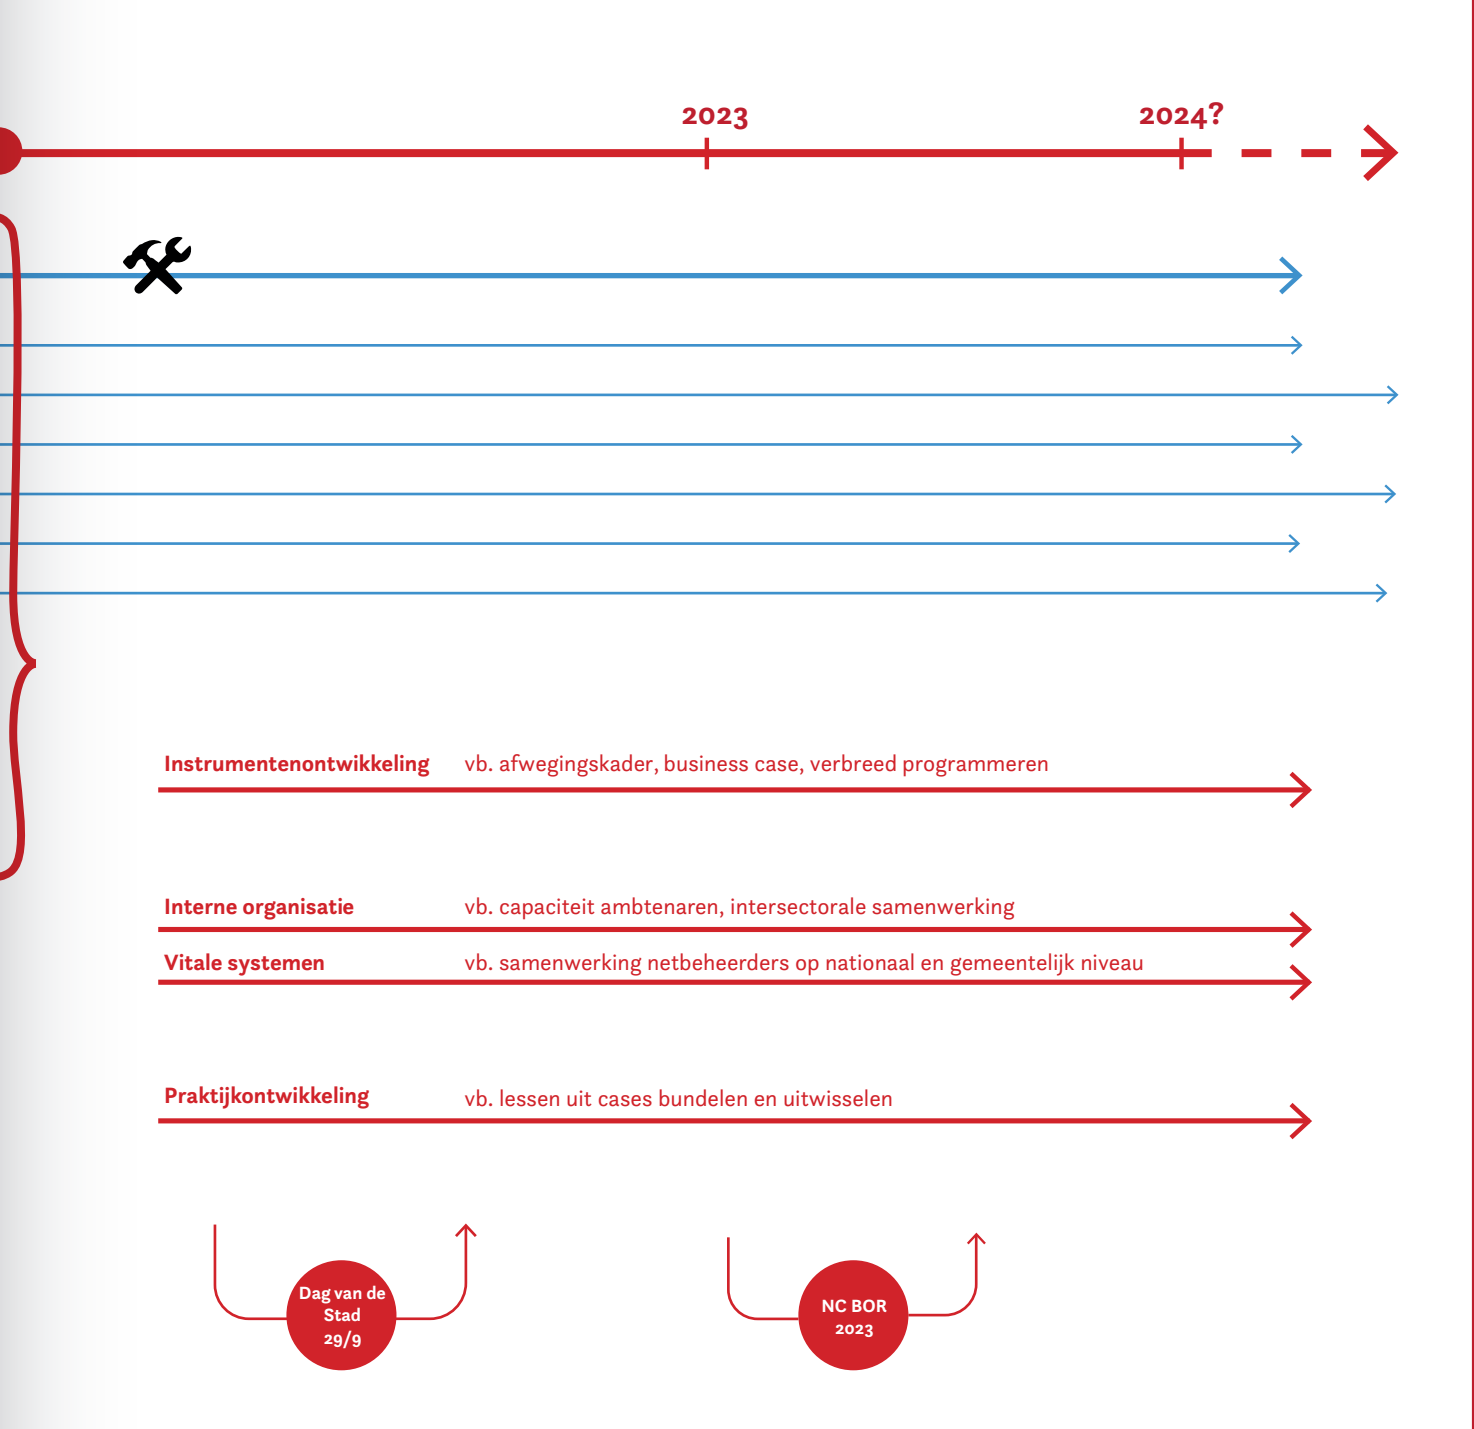 2023
2024?
Instrumentenontwikkeling vb. afwegingskader, business case, verbreed programmeren
Interne organisatie vb. capaciteit ambtenaren, intersectorale samenwerking
Vitale systemen vb. samenwerking netbeheerders op nationaal en gemeentelijk niveau
Praktijkontwikkeling vb. lessen uit cases bundelen en uitwisselen
Dag van de
Stad
29/9
NC BOR
2023